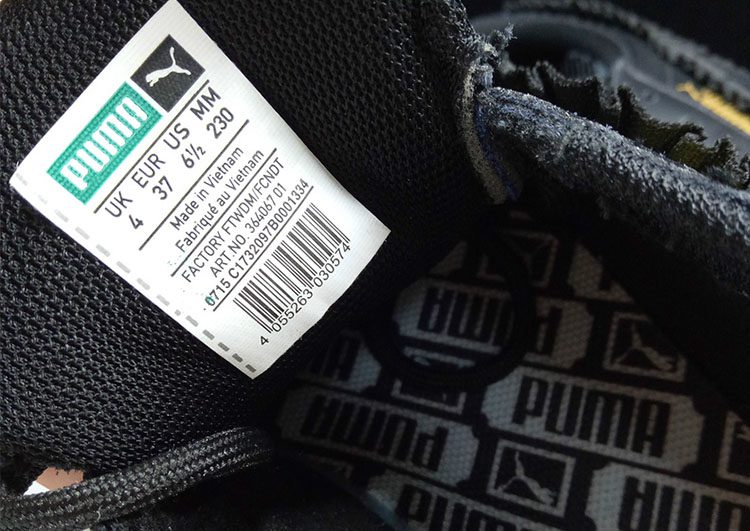 PUMA
UK EUR US MM
4 37 6½ 230
Made in Vietnam
Fabriqué au Vietnam
FACTORY FTWDM/FCNDT
ART.NO. 364067 01
0715 C1732097B0001334
4 055263 030574
PUMA
PUMA
PUMA
PUMA